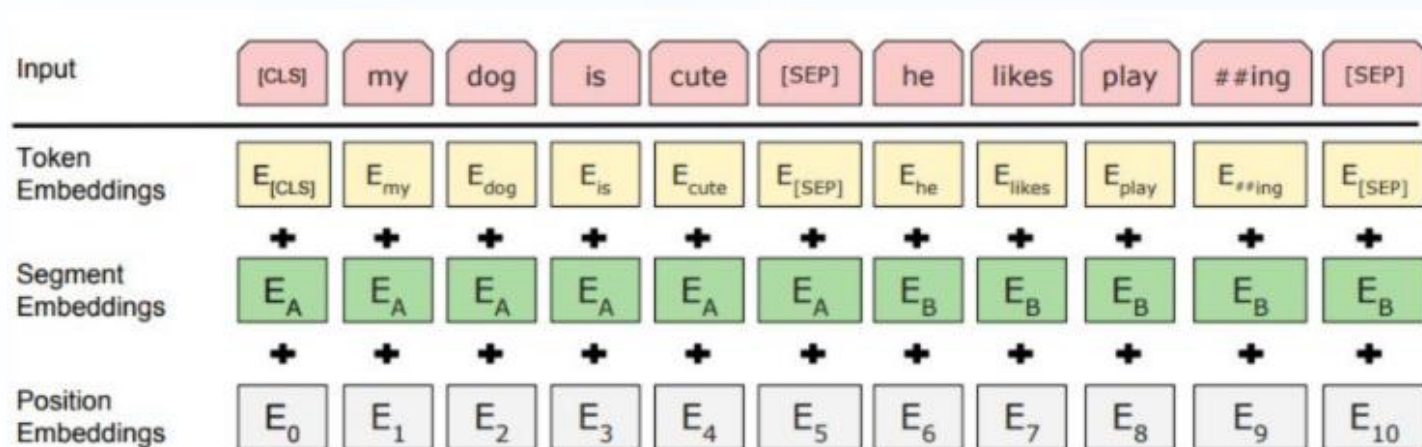 Input [CLS] my dog is cute [SEP] he likes play ##ing [SEP]
Token Embeddings E[CLS] Emy Edog Eis Ecute E[SEP] Ehe Elikes Eplay E##ing E[SEP]
+ + + + + + + + + + +
Segment Embeddings EA EA EA EA EA EA EB EB EB EB EB
+ + + + + + + + + + +
Position Embeddings E0 E1 E2 E3 E4 E5 E6 E7 E8 E9 E10